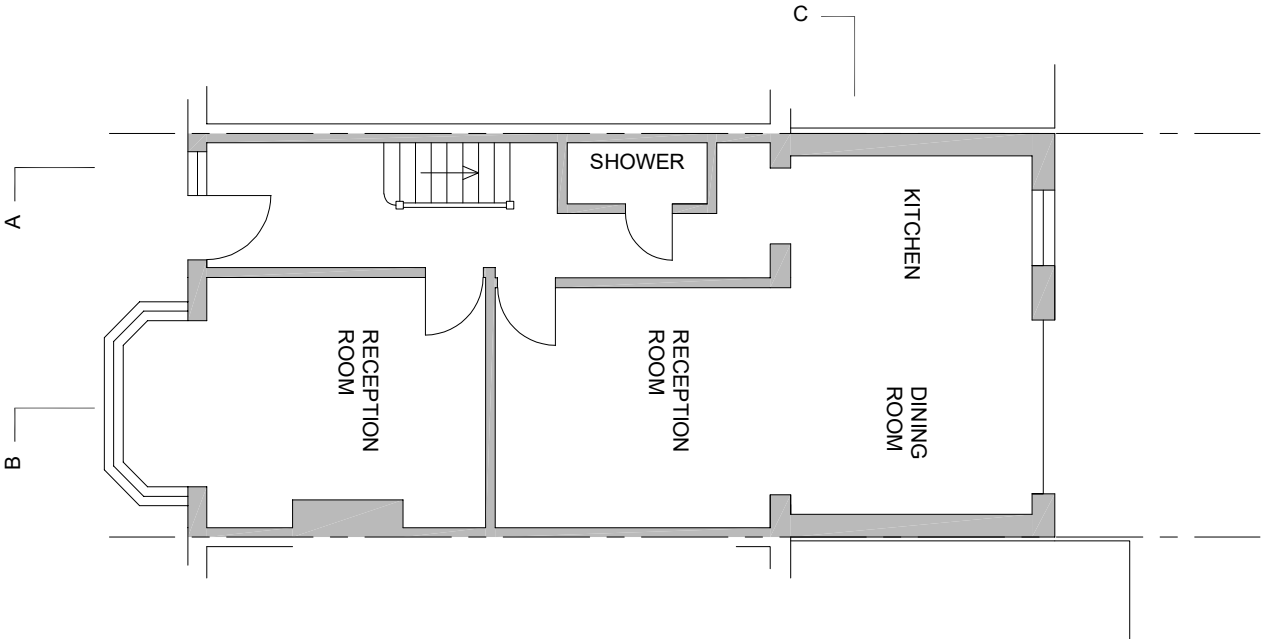 C
A
B
SHOWER
KITCHEN
RECEPTION
ROOM
RECEPTION
ROOM
DINING
ROOM